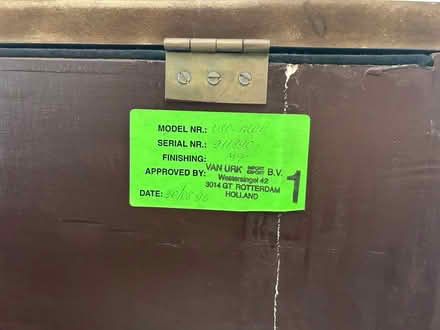 MODEL NR.:
SERIAL NR.:
FINISHING:
APPROVED BY: VAN URK IMPORT EXPORT B.V.
Westersingel 42
3014 GT ROTTERDAM
HOLLAND
DATE:
1